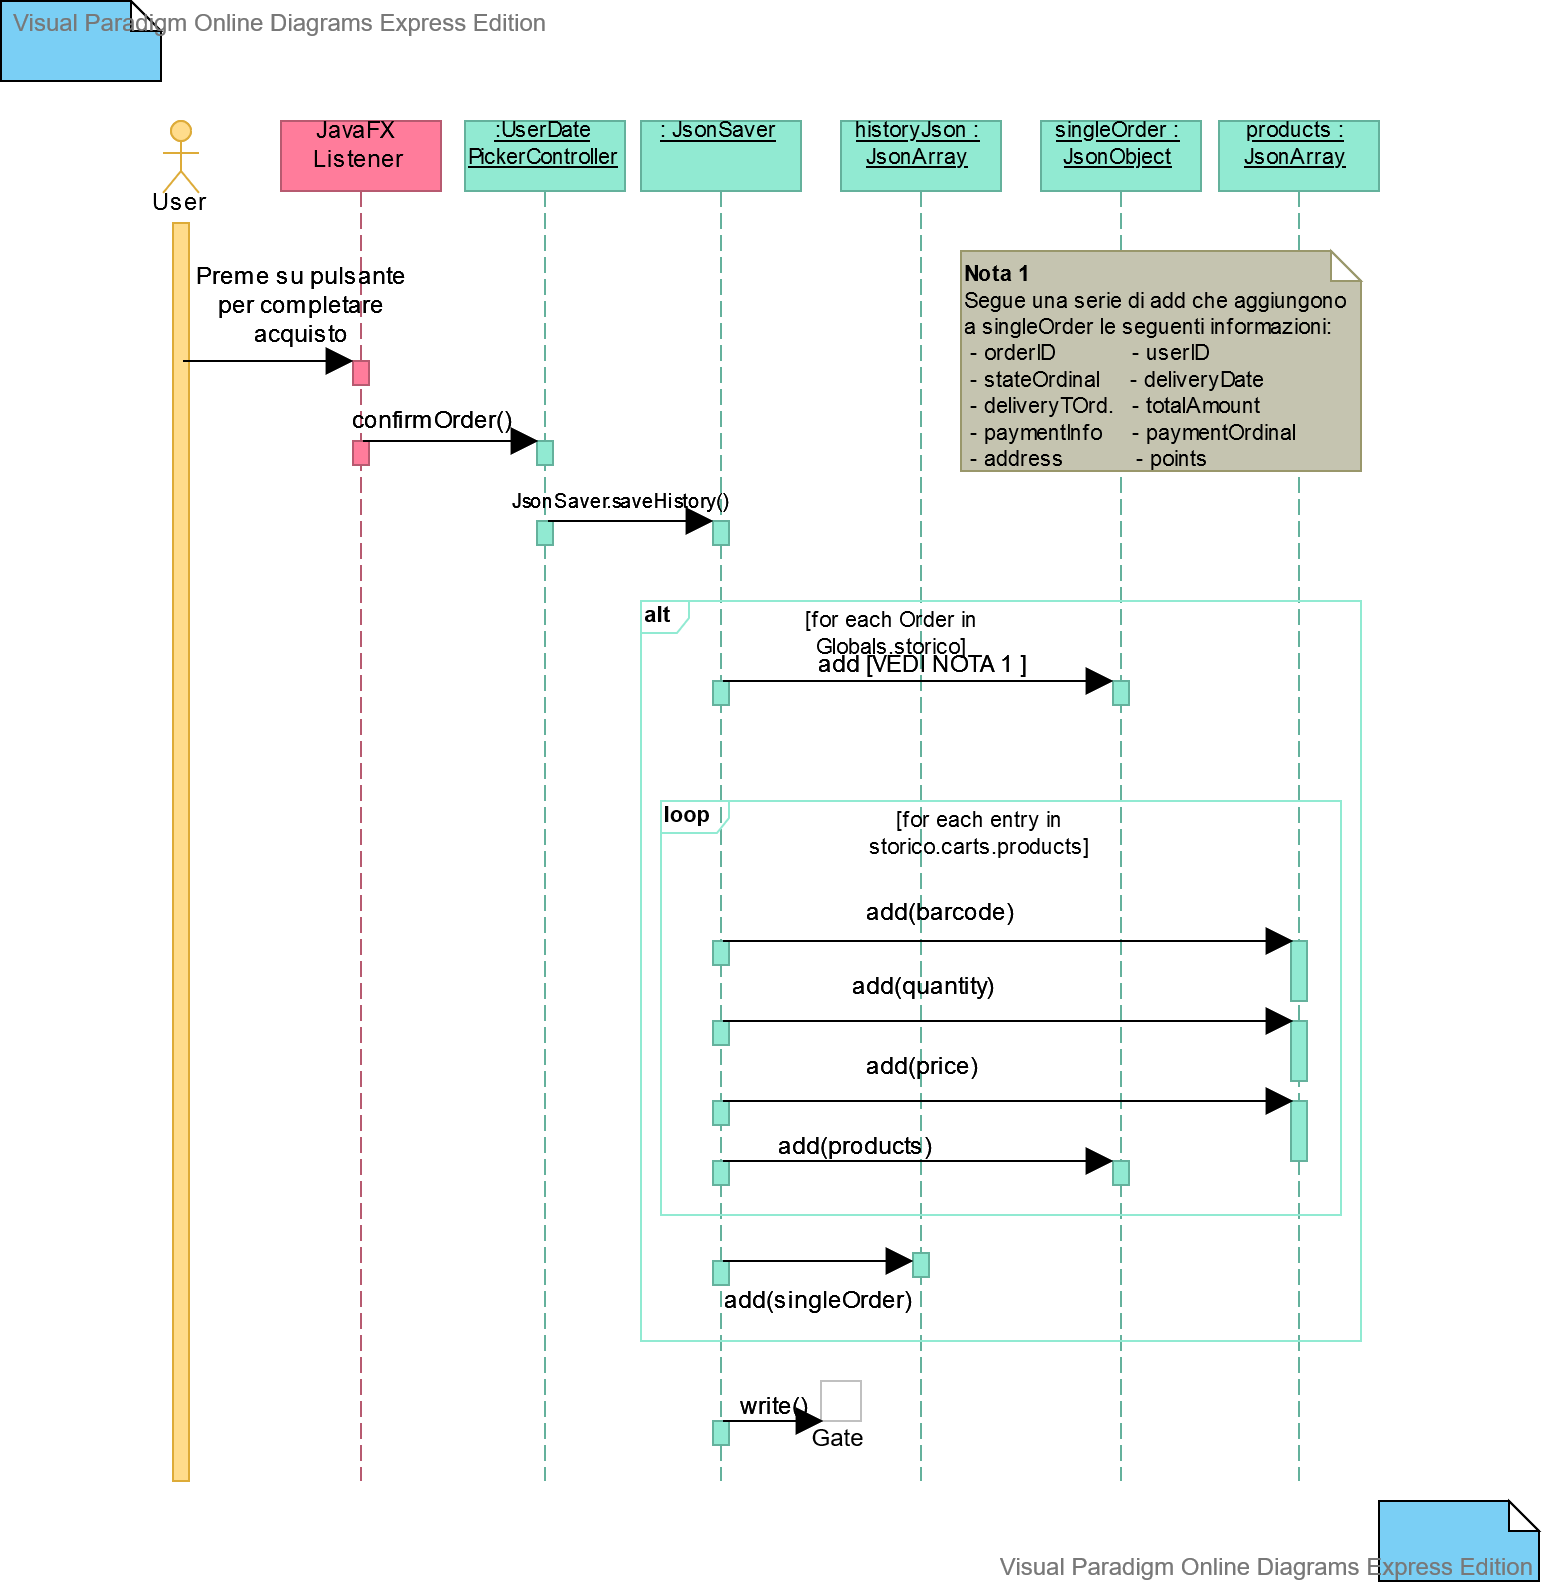 Visual Paradigm Online Diagrams Express Edition
User
JavaFX
Listener
:UserDate
PickerController
: JsonSaver
historyJson :
JsonArray
singleOrder :
JsonObject
products :
JsonArray
Preme su pulsante
per completare
acquisto
Nota 1
Segue una serie di add che aggiungono
a singleOrder le seguenti informazioni:
- orderID - userID
- stateOrdinal - deliveryDate
- deliveryTOrd. - totalAmount
- paymentInfo - paymentOrdinal
- address - points
confirmOrder()
JsonSaver.saveHistory()
alt
[for each Order in
Globals.storico]
add [VEDI NOTA 1 ]
loop
[for each entry in
storico.carts.products]
add(barcode)
add(quantity)
add(price)
add(products)
add(singleOrder)
write()
Gate
Visual Paradigm Online Diagrams Express Edition